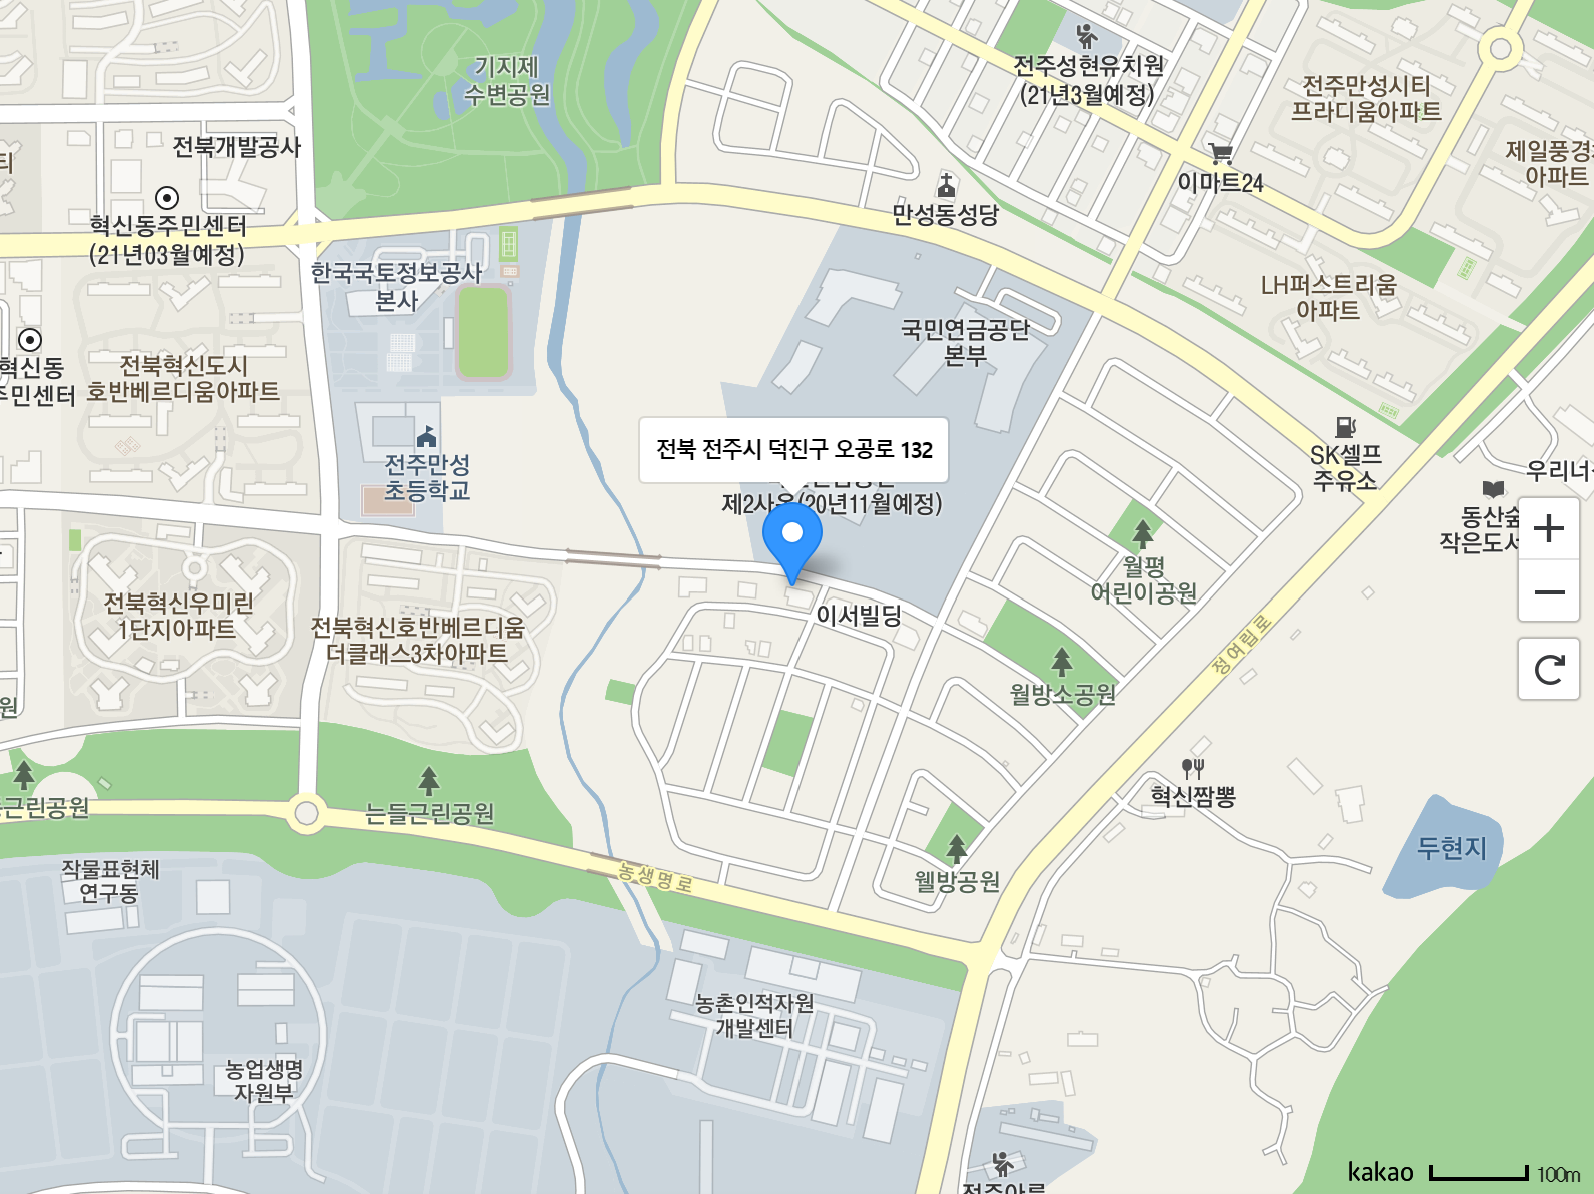 기지제
수변공원
전주성현유치원
(21년3월예정)
전주만성시티
프라디움아파트
전북개발공사
제일풍경
아파트
티
이마트24
혁신동주민센터
(21년03월예정)
만성동성당
한국국토정보공사
본사
LH퍼스트리움
아파트
국민연금공단
본부
혁신동
주민센터
전북혁신도시
호반베르디움아파트
전북 전주시 덕진구 오공로 132
SK셀프
주유소
전주만성
초등학교
우리너
제2사옥(20년11월예정)
동산숲
작은도서
월평
어린이공원
전북혁신우미린
1단지아파트
이서빌딩
전북혁신호반베르디움
더클래스3차아파트
정여립로
월방소공원
원
혁신짬뽕
근린공원
는들근린공원
두현지
작물표현체
연구동
농생명로
웰방공원
농촌인적자원
개발센터
농업생명
자원부
전주아름
kakao
100m